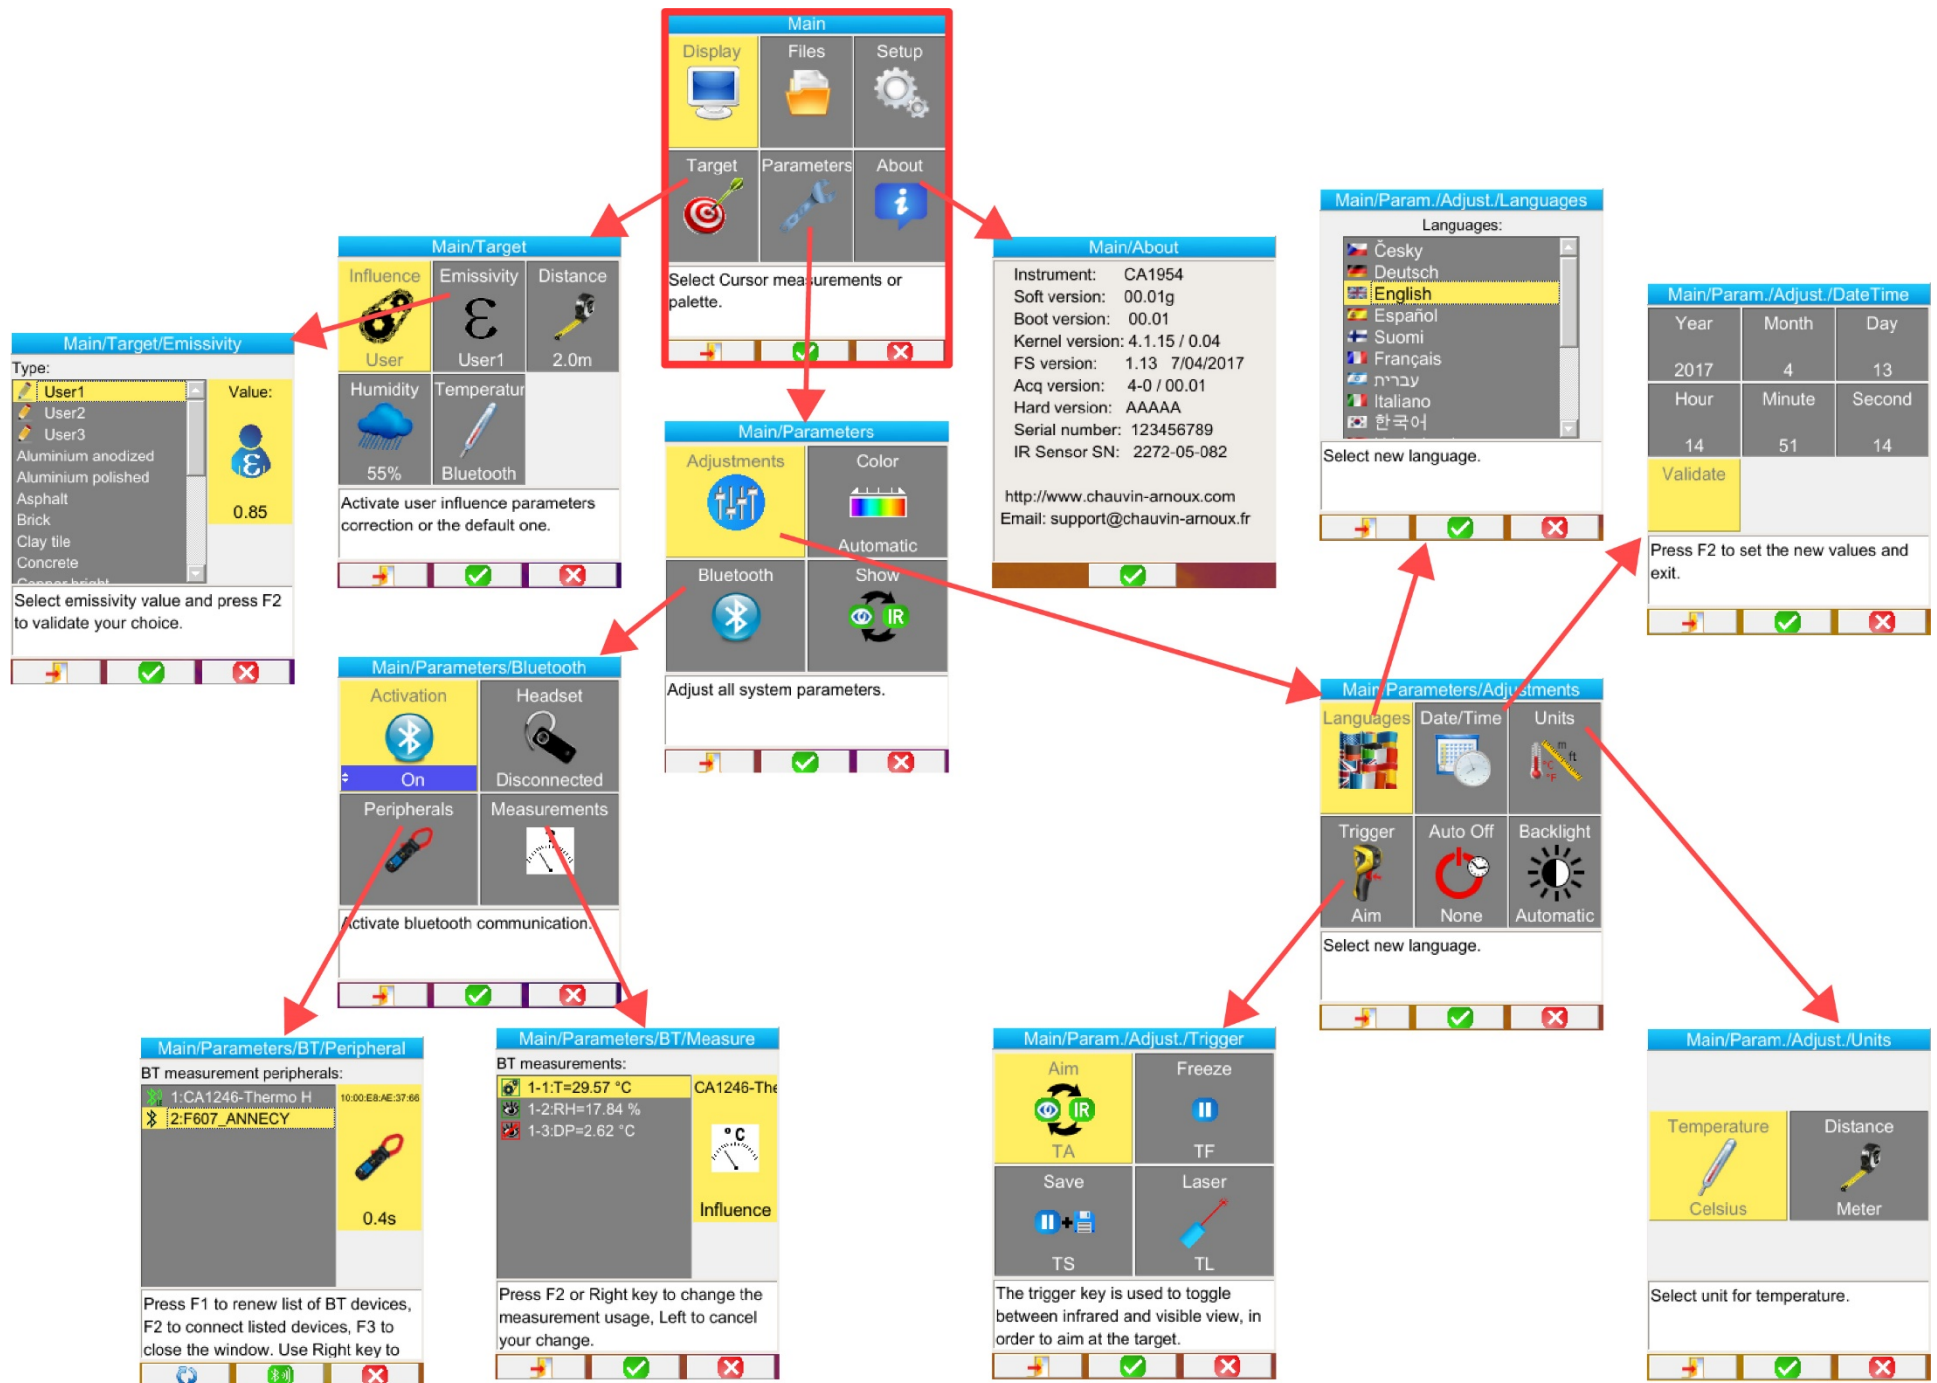 Main
Display Files Setup
Target Parameters About
Select Cursor measurements or
palette.
Main/Target
Influence Emissivity Distance
User User1 2.0m
Humidity Temperatur
55% Bluetooth
Activate user influence parameters
correction or the default one.
Main/Target/Emissivity
Type:
User1
User2
User3
Aluminium anodized
Aluminium polished
Asphalt
Brick
Clay tile
Concrete
Value:
ε
0.85
Select emissivity value and press F2
to validate your choice.
Main/About
Instrument: CA1954
Soft version: 00.01g
Boot version: 00.01
Kernel version: 4.1.15 / 0.04
FS version: 1.13 7/04/2017
Acq version: 4-0 / 00.01
Hard version: AAAAA
Serial number: 123456789
IR Sensor SN: 2272-05-082
http://www.chauvin-arnoux.com
Email: support@chauvin-arnoux.fr
Main/Parameters
Adjustments Color
Automatic
Bluetooth Show
IR
Adjust all system parameters.
Main/Param./Adjust./Languages
Languages:
Česky
Deutsch
English
Español
Suomi
Français
עברית
Italiano
한국어
Select new language.
Main/Param./Adjust./DateTime
Year Month Day
2017 4 13
Hour Minute Second
14 51 14
Validate
Press F2 to set the new values and
exit.
Main/Parameters/Bluetooth
Activation Headset
On Disconnected
Peripherals Measurements
Activate bluetooth communication.
Main/Parameters/Adjustments
Languages Date/Time Units
m
ft
°C
°F
Trigger Auto Off Backlight
Aim None Automatic
Select new language.
Main/Parameters/BT/Peripheral
BT measurement peripherals:
1:CA1246-Thermo H
2:F607_ANNECY
10:00:E8:AE:37:66
0.4s
Press F1 to renew list of BT devices,
F2 to connect listed devices, F3 to
close the window. Use Right key to
Main/Parameters/BT/Measure
BT measurements:
1-1:T=29.57 °C
1-2:RH=17.84 %
1-3:DP=2.62 °C
CA1246-The
°C
Influence
Press F2 or Right key to change the
measurement usage, Left to cancel
your change.
Main/Param./Adjust./Trigger
Aim Freeze
IR
TA TF
Save Laser
TS TL
The trigger key is used to toggle
between infrared and visible view, in
order to aim at the target.
Main/Param./Adjust./Units
Temperature Distance
Celsius Meter
Select unit for temperature.